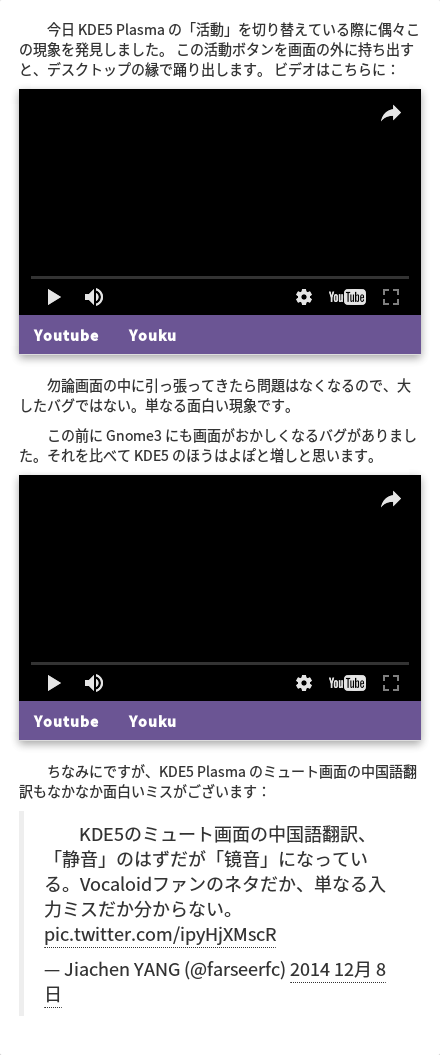 今日 KDE5 Plasma の「活動」を切り替えている際に偶々こ
の現象を発見しました。 この活動ボタンを画面の外に持ち出す
と、デスクトップの縁で踊り出します。 ビデオはこちらに：
YouTube
Youtube Youku
勿論画面の中に引っ張ってきたら問題はなくなるので、大
したバグではない。単なる面白い現象です。
この前に Gnome3 にも画面がおかしくなるバグがありまし
た。それを比べて KDE5 のほうはよぽと増しと思います。
YouTube
Youtube Youku
ちなみにですが、KDE5 Plasma のミュート画面の中国語翻
訳もなかなか面白いミスがございます：
KDE5のミュート画面の中国語翻訳、
「静音」のはずだが「镜音」になってい
る。Vocaloidファンのネタだか、単なる入
力ミスだか分からない。
pic.twitter.com/ipyHjXMscR
— Jiachen YANG (@farseerfc) 2014 12月 8
日